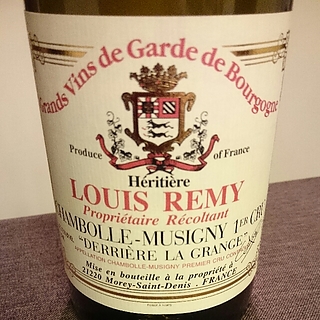 Grands Vins de Garde de Bourgogne
Produce of France
Héritière
LOUIS REMY
Propriétaire Récoltant
CHAMBOLLE-MUSIGNY 1ER CRU
"DERRIÈRE LA GRANGE"
APPELLATION CHAMBOLLE-MUSIGNY PREMIER CRU
Mise en bouteille à la propriété à
21220 Morey-Saint-Denis . FRANCE